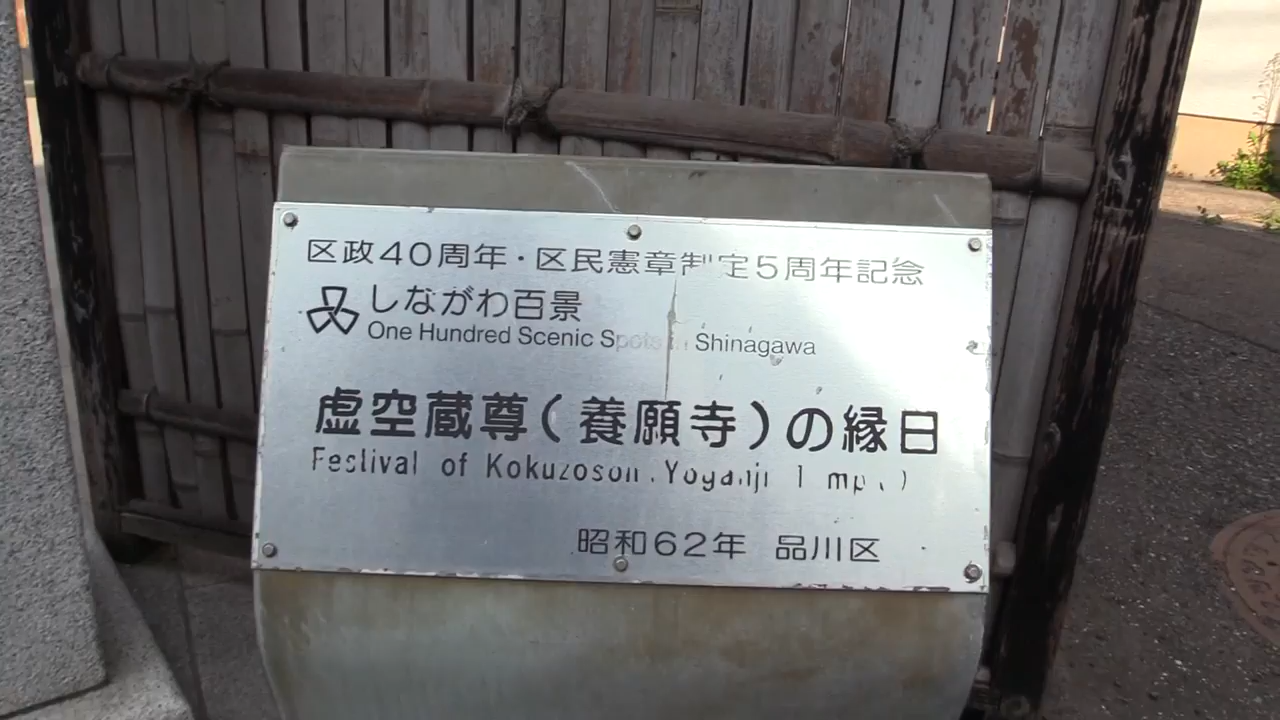 区政40周年・区民憲章制定5周年記念
しながわ百景
One Hundred Scenic Spots in Shinagawa
虚空蔵尊(養願寺)の縁日
Festival of Kokuzoson Yoganji
昭和62年 品川区